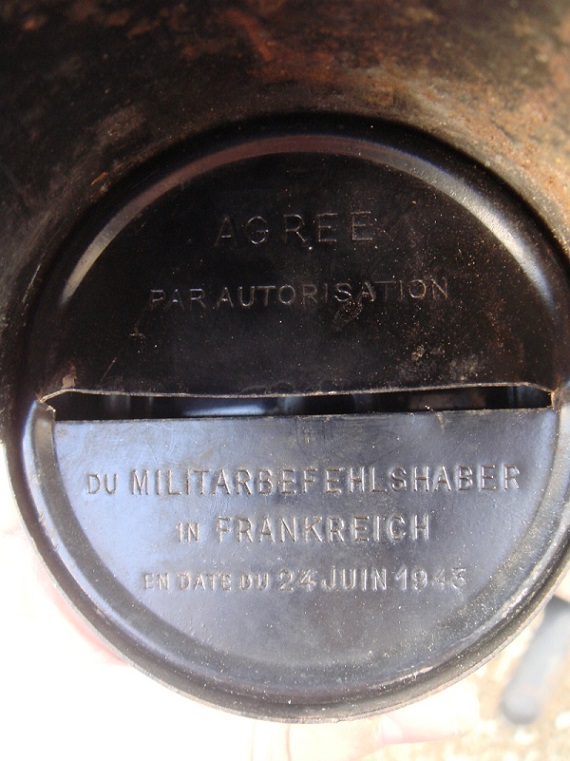 AGREE
PAR AUTORISATION
DU MILITARBEFEHLSHABER
IN FRANKREICH
EN DATE DU 24 JUIN 1943